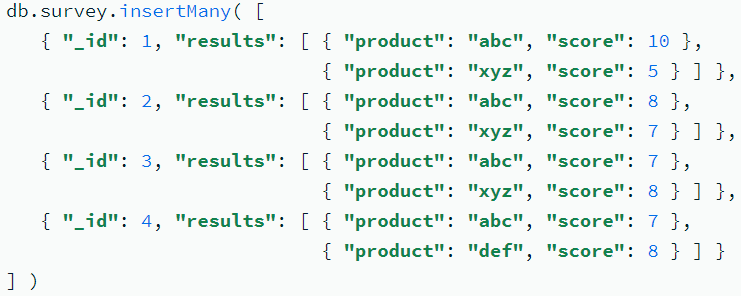 db.survey.insertMany( [
   { "_id": 1, "results": [ { "product": "abc", "score": 10 },
                            { "product": "xyz", "score": 5 } ] },
   { "_id": 2, "results": [ { "product": "abc", "score": 8 },
                            { "product": "xyz", "score": 7 } ] },
   { "_id": 3, "results": [ { "product": "abc", "score": 7 },
                            { "product": "xyz", "score": 8 } ] },
   { "_id": 4, "results": [ { "product": "abc", "score": 7 },
                            { "product": "def", "score": 8 } ] }
] )